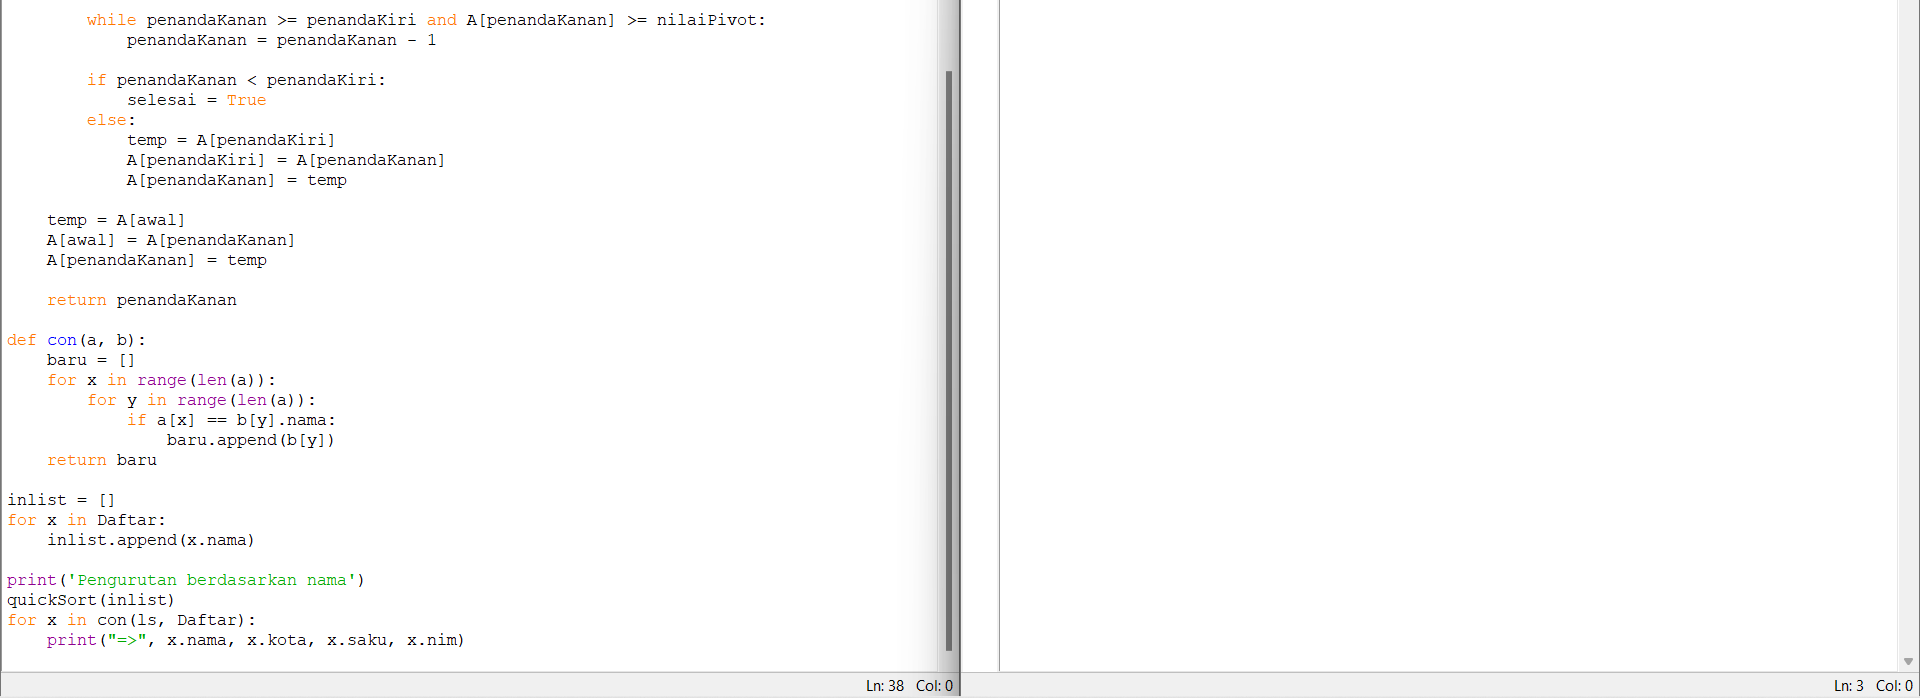 while penandaKanan >= penandaKiri and A[penandaKanan] >= nilaiPivot:
            penandaKanan = penandaKanan - 1

        if penandaKanan < penandaKiri:
            selesai = True
        else:
            temp = A[penandaKiri]
            A[penandaKiri] = A[penandaKanan]
            A[penandaKanan] = temp

    temp = A[awal]
    A[awal] = A[penandaKanan]
    A[penandaKanan] = temp

    return penandaKanan

def con(a, b):
    baru = []
    for x in range(len(a)):
        for y in range(len(a)):
            if a[x] == b[y].nama:
                baru.append(b[y])
    return baru

inlist = []
for x in Daftar:
    inlist.append(x.nama)

print('Pengurutan berdasarkan nama')
quickSort(inlist)
for x in con(ls, Daftar):
    print("=>", x.nama, x.kota, x.saku, x.nim)

Ln: 38 Col: 0
Ln: 3 Col: 0